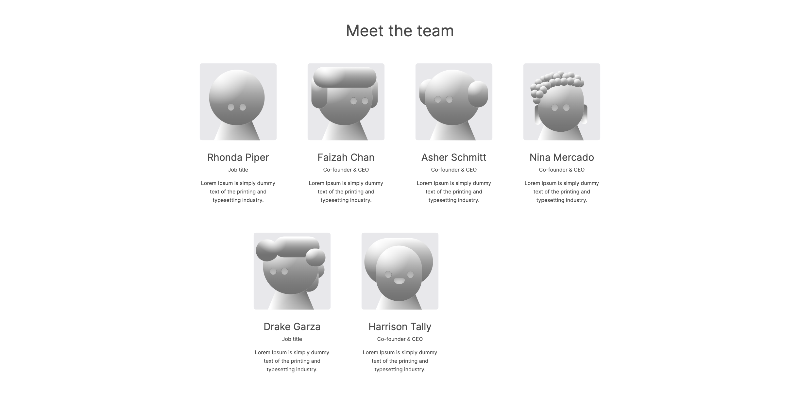 Meet the team
Rhonda Piper
Job title
Lorem Ipsum is simply dummy
text of the printing and
typesetting industry.
Faizah Chan
Co-founder & CEO
Lorem Ipsum is simply dummy
text of the printing and
typesetting industry.
Asher Schmitt
Co-founder & CEO
Lorem Ipsum is simply dummy
text of the printing and
typesetting industry.
Nina Mercado
Co-founder & CEO
Lorem Ipsum is simply dummy
text of the printing and
typesetting industry.
Drake Garza
Job title
Lorem Ipsum is simply dummy
text of the printing and
typesetting industry.
Harrison Tally
Co-founder & CEO
Lorem Ipsum is simply dummy
text of the printing and
typesetting industry.